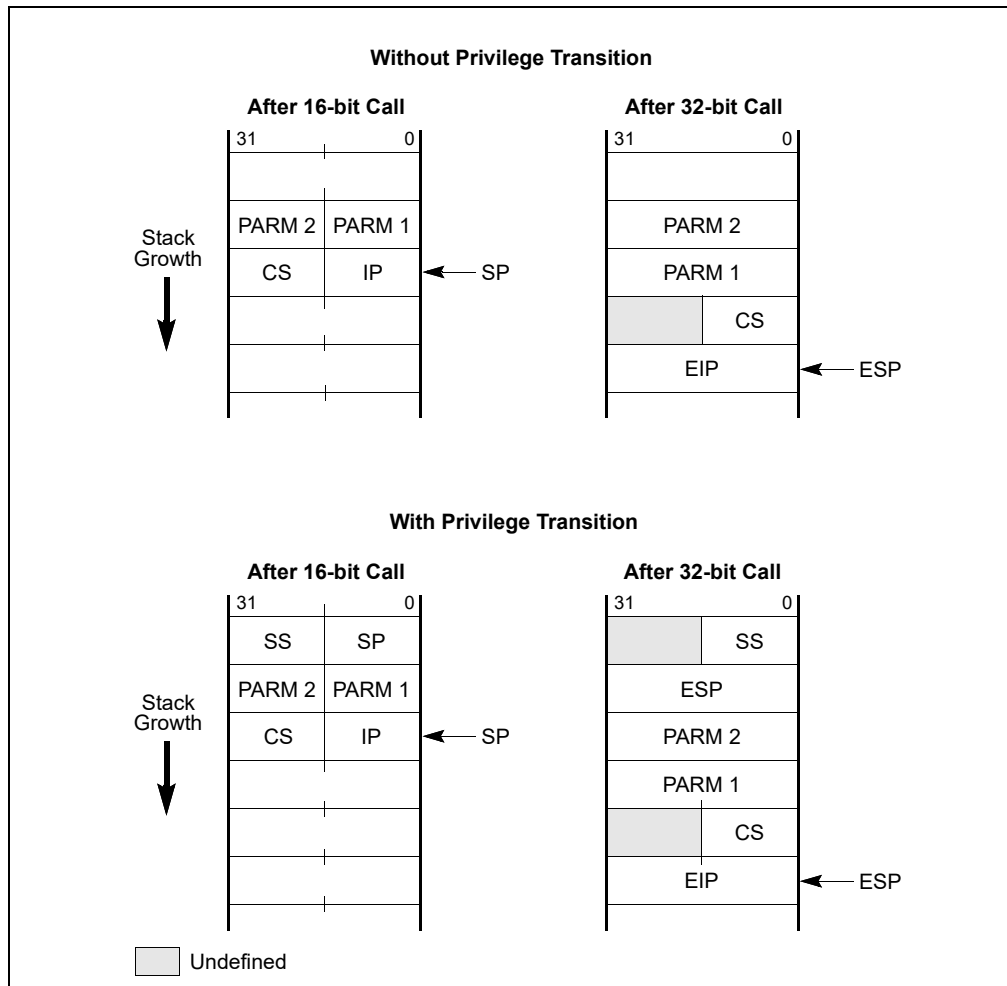 Without Privilege Transition
After 16-bit Call
After 32-bit Call
31 0
31 0
PARM 2 PARM 1
PARM 2
Stack
Growth
CS IP
SP
PARM 1
CS
EIP
ESP
With Privilege Transition
After 16-bit Call
After 32-bit Call
31 0
31 0
SS SP
SS
PARM 2 PARM 1
ESP
Stack
Growth
CS IP
SP
PARM 2
PARM 1
CS
EIP
ESP
Undefined